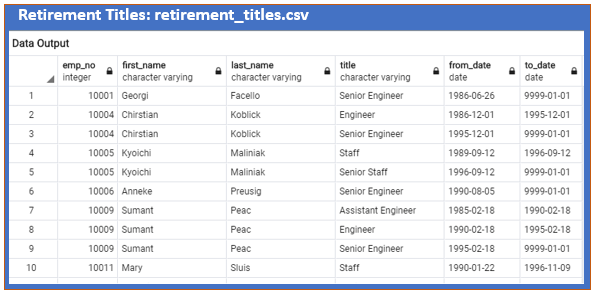 Retirement Titles: retirement_titles.csv
Data Output
emp_no first_name last_name title from_date to_date
integer character varying character varying character varying date date
1 10001 Georgi Facello Senior Engineer 1986-06-26 9999-01-01
2 10004 Chirstian Koblick Engineer 1986-12-01 1995-12-01
3 10004 Chirstian Koblick Senior Engineer 1995-12-01 9999-01-01
4 10005 Kyoichi Maliniak Staff 1989-09-12 1996-09-12
5 10005 Kyoichi Maliniak Senior Staff 1996-09-12 9999-01-01
6 10006 Anneke Preusig Senior Engineer 1990-08-05 9999-01-01
7 10009 Sumant Peac Assistant Engineer 1985-02-18 1990-02-18
8 10009 Sumant Peac Engineer 1990-02-18 1995-02-18
9 10009 Sumant Peac Senior Engineer 1995-02-18 9999-01-01
10 10011 Mary Sluis Staff 1990-01-22 1996-11-09